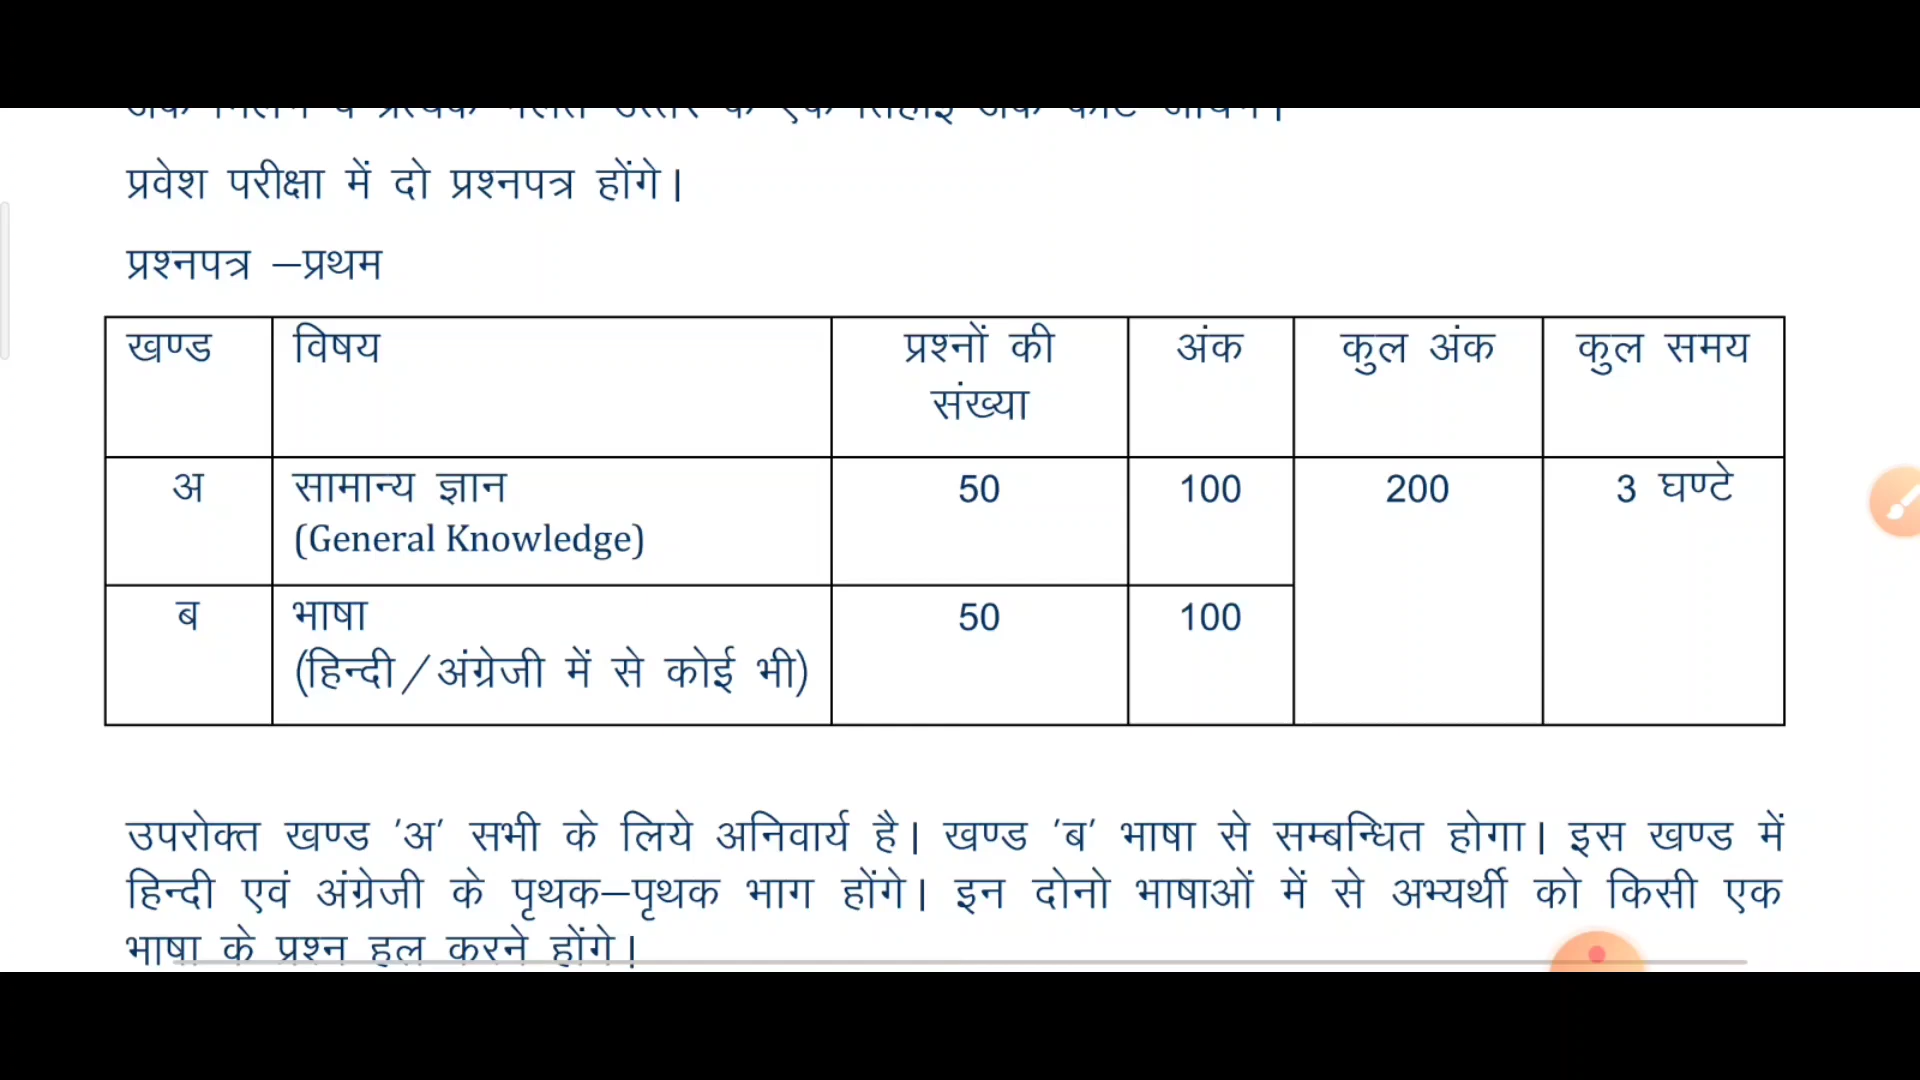 प्रवेश परीक्षा में दो प्रश्नपत्र होंगे।
प्रश्नपत्र –प्रथम
खण्ड विषय प्रश्नों की संख्या अंक कुल अंक कुल समय
अ सामान्य ज्ञान 50 100 200 3 घण्टे
(General Knowledge)
ब भाषा 50 100
(हिन्दी/अंग्रेजी में से कोई भी)
उपरोक्त खण्ड 'अ' सभी के लिये अनिवार्य है। खण्ड 'ब' भाषा से सम्बन्धित होगा। इस खण्ड में
हिन्दी एवं अंग्रेजी के पृथक–पृथक भाग होंगे। इन दोनो भाषाओं में से अभ्यर्थी को किसी एक
भाषा के प्रश्न हल करने होंगे।